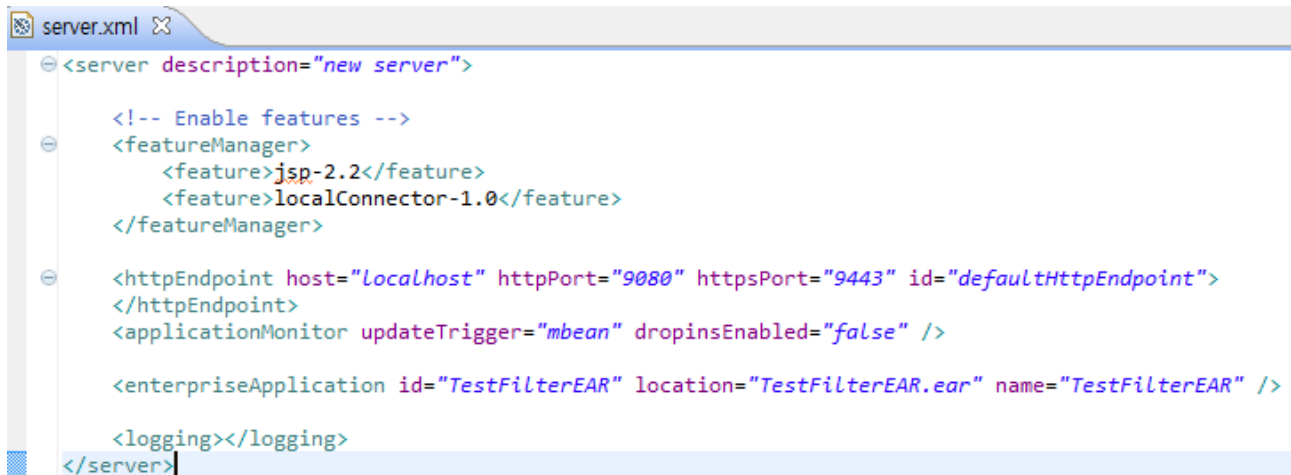 server.xml
<server description="new server">
<!-- Enable features -->
<featureManager>
<feature>jsp-2.2</feature>
<feature>localConnector-1.0</feature>
</featureManager>
<httpEndpoint host="localhost" httpPort="9080" httpsPort="9443" id="defaultHttpEndpoint">
</httpEndpoint>
<applicationMonitor updateTrigger="mbean" dropinsEnabled="false" />
<enterpriseApplication id="TestFilterEAR" location="TestFilterEAR.ear" name="TestFilterEAR" />
<logging></logging>
</server>